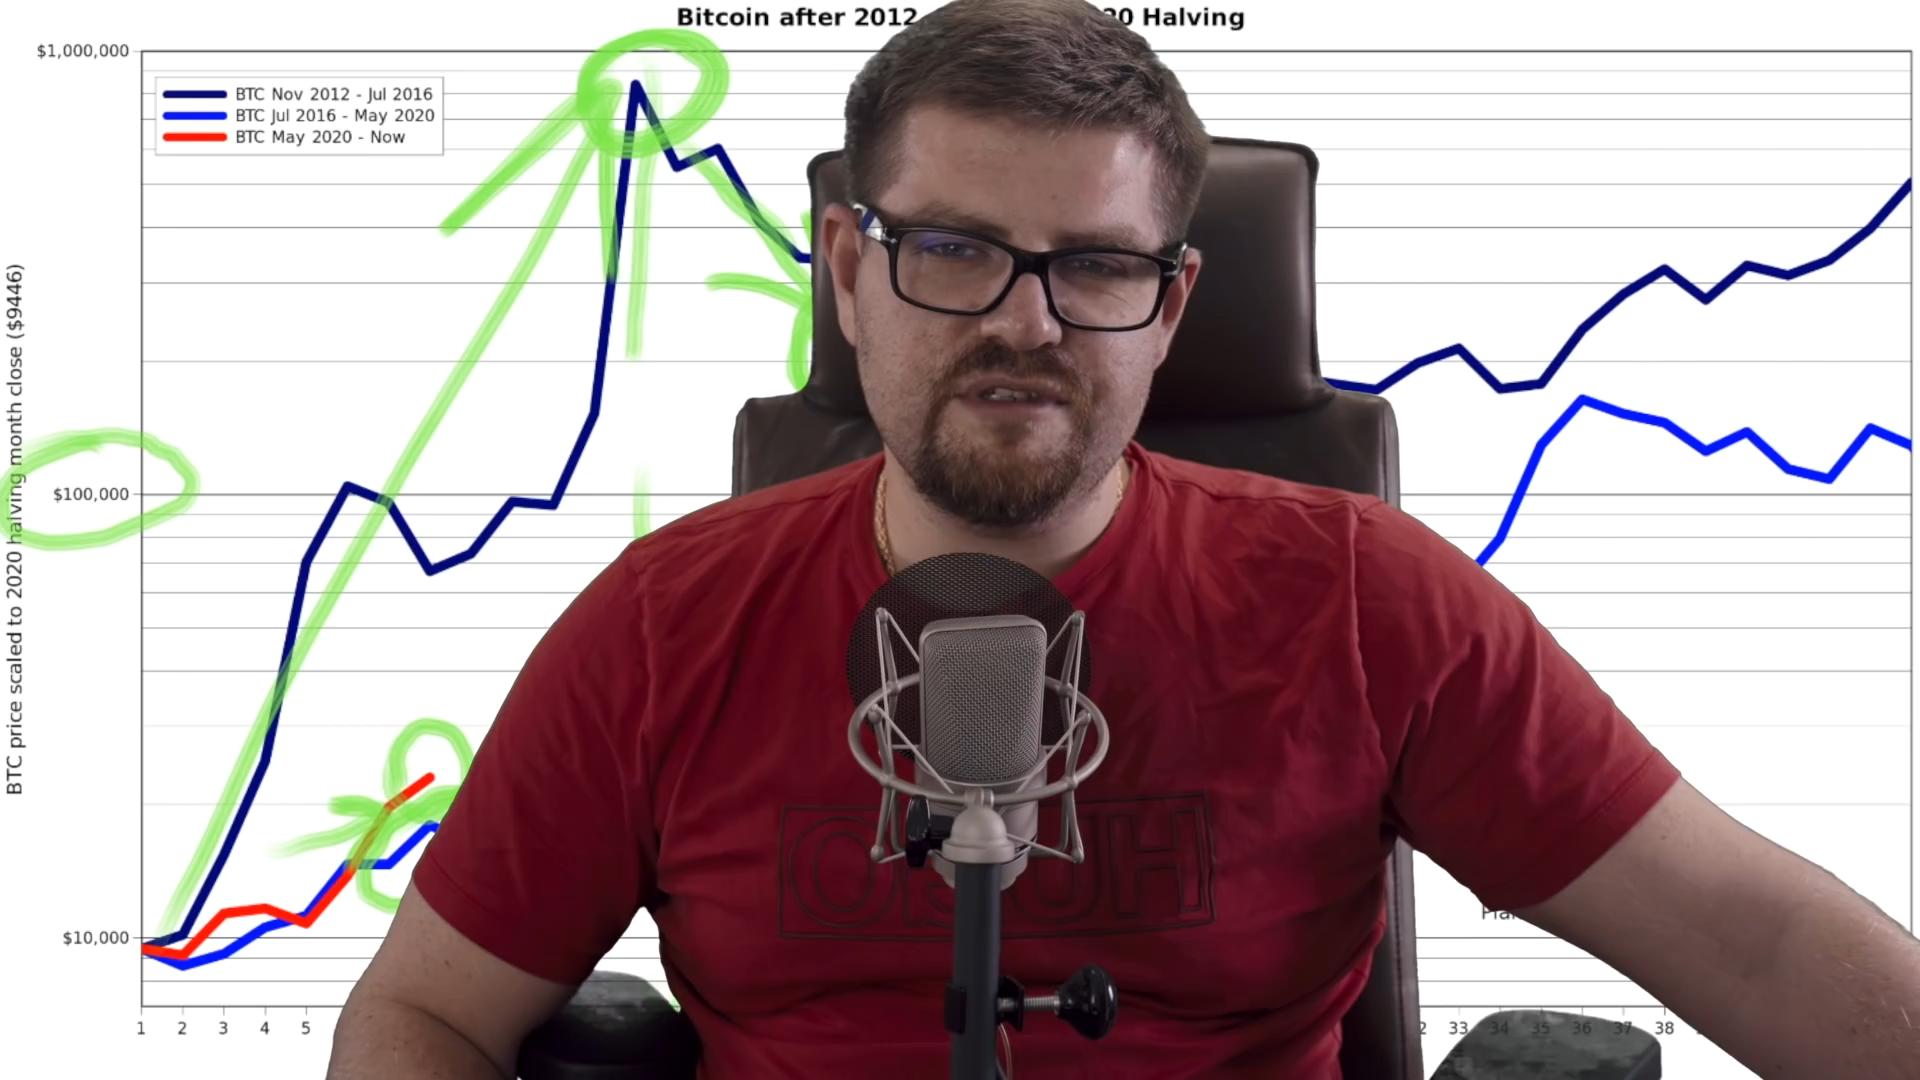 Bitcoin after 2012 20 Halving
$1,000,000
BTC Nov 2012 - Jul 2016
BTC Jul 2016 - May 2020
BTC May 2020 - Now
BTC price scaled to 2020 halving month close ($9446)
$100,000
$10,000
HUSO
1 2 3 4 5 2 33 34 35 36 37 38